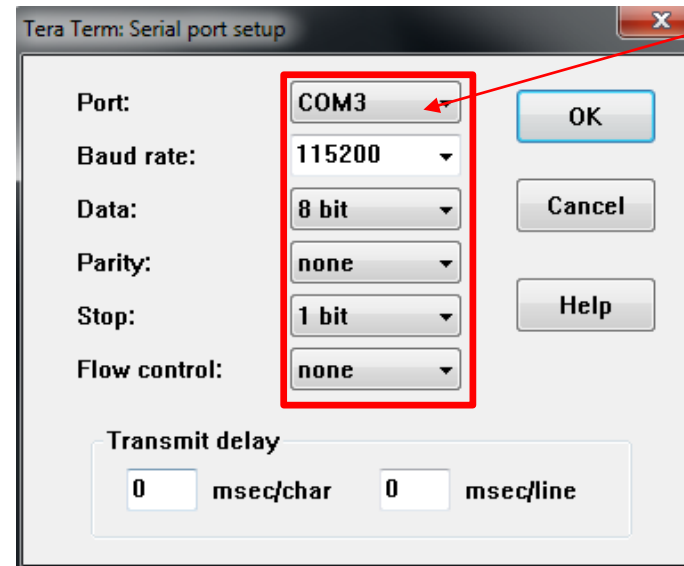 Tera Term: Serial port setup
Port: COM3 OK
Baud rate: 115200
Data: 8 bit Cancel
Parity: none
Stop: 1 bit Help
Flow control: none
Transmit delay
0 msec/char 0 msec/line